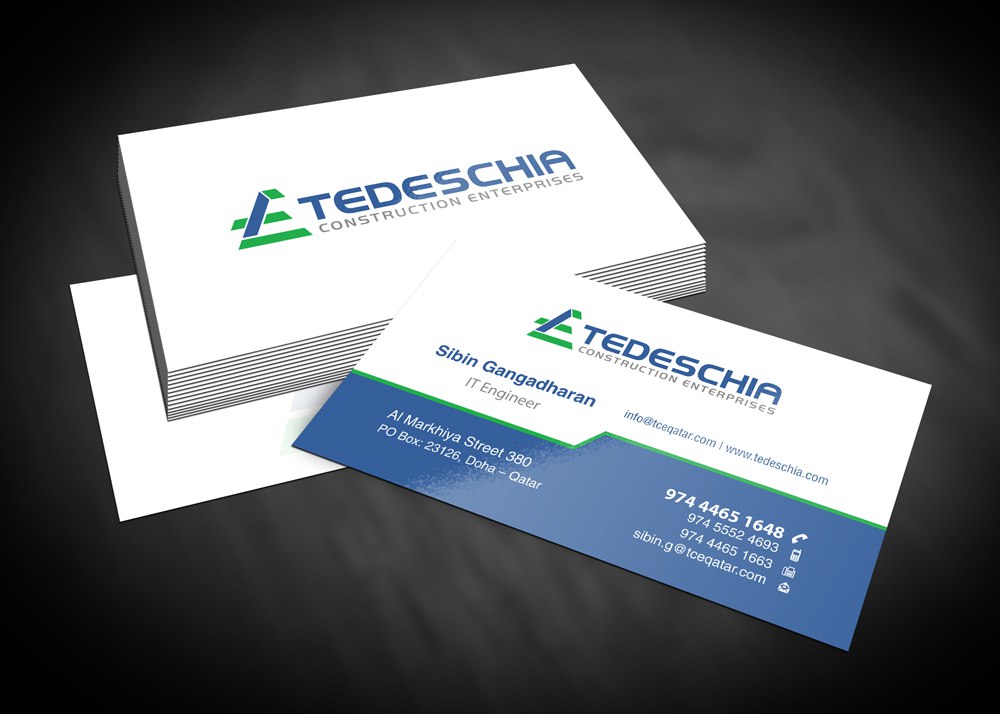 TEDESCHIA
CONSTRUCTION ENTERPRISES
TEDESCHIA
CONSTRUCTION ENTERPRISES
Sibin Gangadharan
IT Engineer
info@tceqatar.com | www.tedeschia.com
Al Markhiya Street 380
PO Box: 23126, Doha – Qatar
974 4465 1648
974 5552 4693
974 4465 1663
sibin.g@tceqatar.com